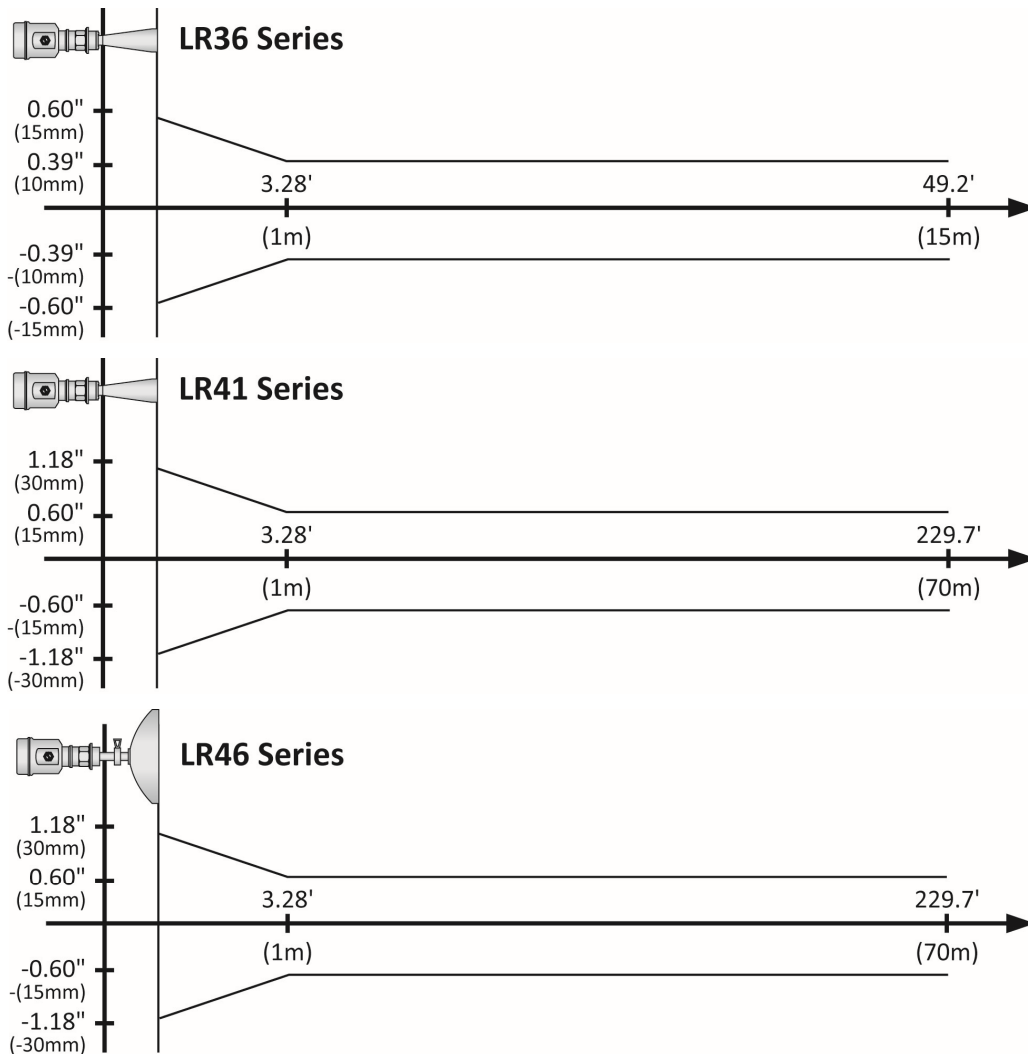 LR36 Series
0.60"
(15mm)
0.39"
(10mm)
3.28'
49.2'
(1m)
(15m)
-0.39"
-(10mm)
-0.60"
(-15mm)
LR41 Series
1.18"
(30mm)
0.60"
(15mm)
3.28'
229.7'
(1m)
(70m)
-0.60"
-(15mm)
-1.18"
(-30mm)
LR46 Series
1.18"
(30mm)
0.60"
(15mm)
3.28'
229.7'
(1m)
(70m)
-0.60"
-(15mm)
-1.18"
(-30mm)